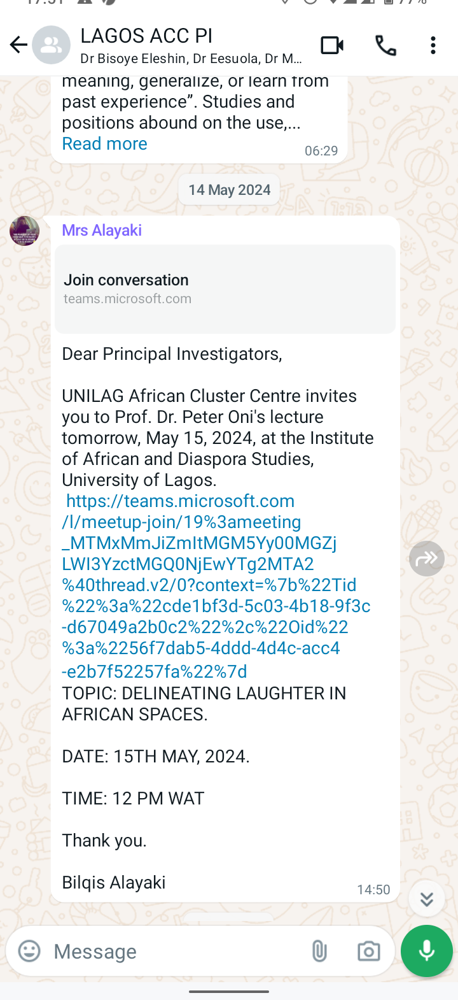 LAGOS ACC PI
Dr Bisoye Eleshin, Dr Eesuola, Dr M...
meaning, generalize, or learn from
past experience”. Studies and
positions abound on the use,...
Read more
06:29
14 May 2024
Mrs Alayaki
Join conversation
teams.microsoft.com
Dear Principal Investigators,
UNILAG African Cluster Centre invites
you to Prof. Dr. Peter Oni's lecture
tomorrow, May 15, 2024, at the Institute
of African and Diaspora Studies,
University of Lagos.
https://teams.microsoft.com
/l/meetup-join/19%3ameeting
_MTMxMmJiZmItMGM5Yy00MGZj
LWI3YzctMGQ0NjEwYTg2MTA2
%40thread.v2/0?context=%7b%22Tid
%22%3a%22cde1bf3d-5c03-4b18-9f3c
-d67049a2b0c2%22%2c%22Oid%22
%3a%2256f7dab5-4ddd-4d4c-acc4
-e2b7f52257fa%22%7d
TOPIC: DELINEATING LAUGHTER IN
AFRICAN SPACES.
DATE: 15TH MAY, 2024.
TIME: 12 PM WAT
Thank you.
Bilqis Alayaki
14:50
Message